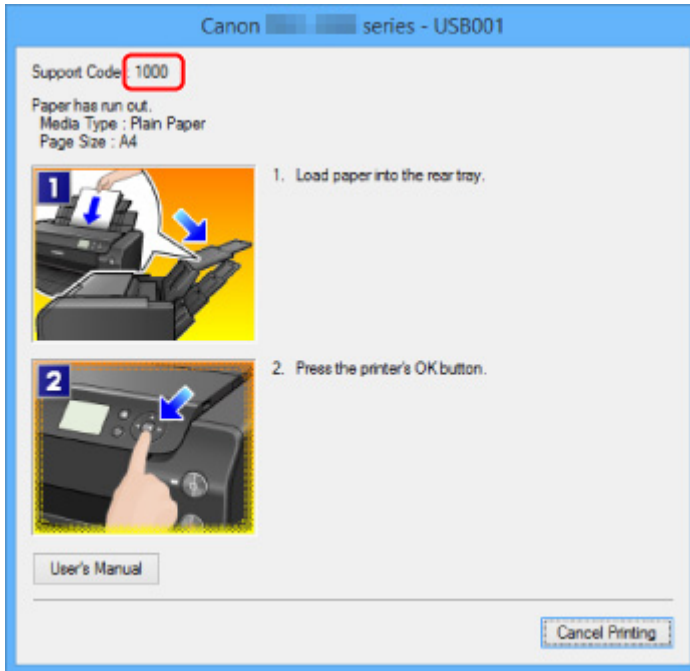 Canon series - USB001
Support Code : 1000
Paper has run out.
Media Type : Plain Paper
Page Size : A4
1
1. Load paper into the rear tray.
2
2. Press the printer's OK button.
User's Manual
Cancel Printing